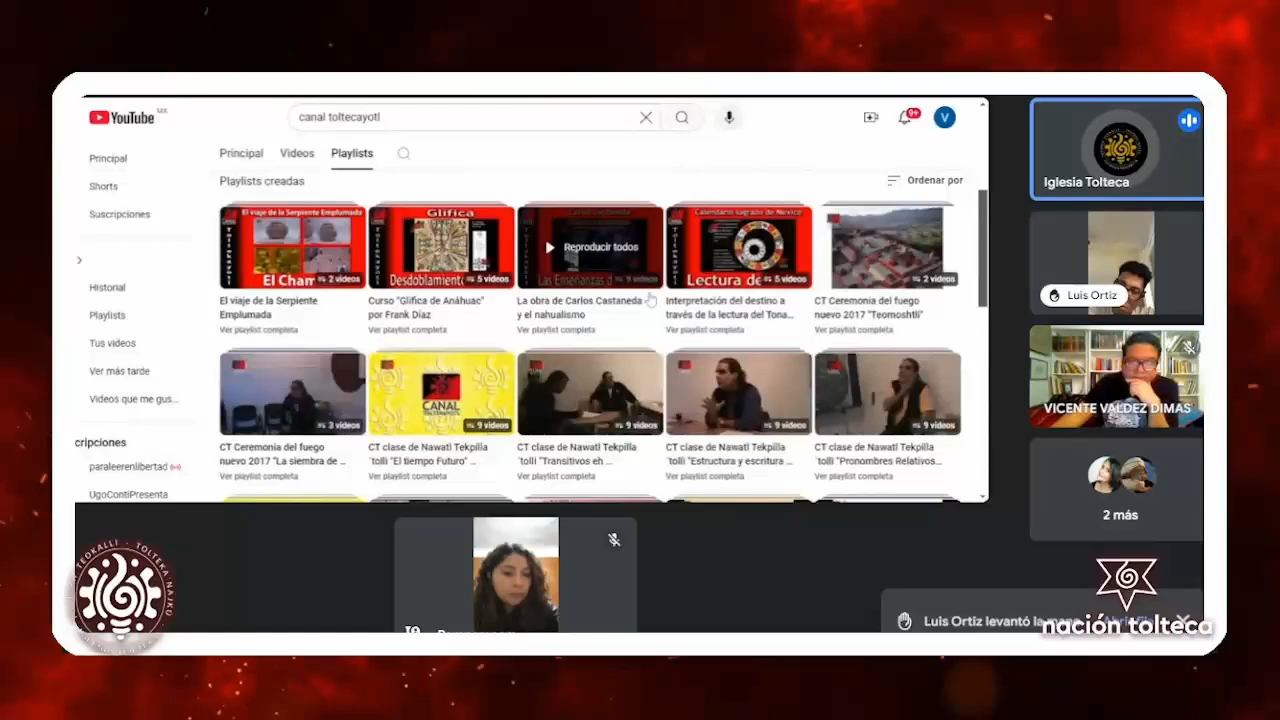 YouTube MX
canal toltecayotl
9+
V
Principal
Shorts
Suscripciones
Historial
Playlists
Tus videos
Ver más tarde
Videos que me gus...
cripciones
paraleerenlibertad
UgoContiPresenta
Principal Videos Playlists
Playlists creadas
Ordenar por
El viaje de la Serpiente Emplumada
El Cham
2 videos
Glífica
Desdoblamient
5 videos
Reproducir todos
Las Enseñanzas d
9 videos
Calendario sagrado de Mexico
Lectura de
5 videos
2 videos
El viaje de la Serpiente
Emplumada
Ver playlist completa
Curso "Glífica de Anáhuac"
por Frank Díaz
Ver playlist completa
La obra de Carlos Castaneda
y el nahualismo
Ver playlist completa
Interpretación del destino a
través de la lectura del Tona...
Ver playlist completa
CT Ceremonia del fuego
nuevo 2017 "Teomoshtli"
Ver playlist completa
3 videos
CANAL
9 videos
9 videos
9 videos
9 videos
CT Ceremonia del fuego
nuevo 2017 "La siembra de ...
Ver playlist completa
CT clase de Nawatl Tekpilla
`tolli "El tiempo Futuro" ...
Ver playlist completa
CT clase de Nawatl Tekpilla
`tolli "Transitivos eh ...
Ver playlist completa
CT clase de Nawatl Tekpilla
`tolli "Estructura y escritura ...
Ver playlist completa
CT clase de Nawatl Tekpilla
`tolli "Pronombres Relativos...
Ver playlist completa
Iglesia Tolteca
Luis Ortiz
VICENTE VALDEZ DIMAS
2 más
Luis Ortiz levantó la
nación tolteca
TEOKALLI · TOLTEKA NAJKU